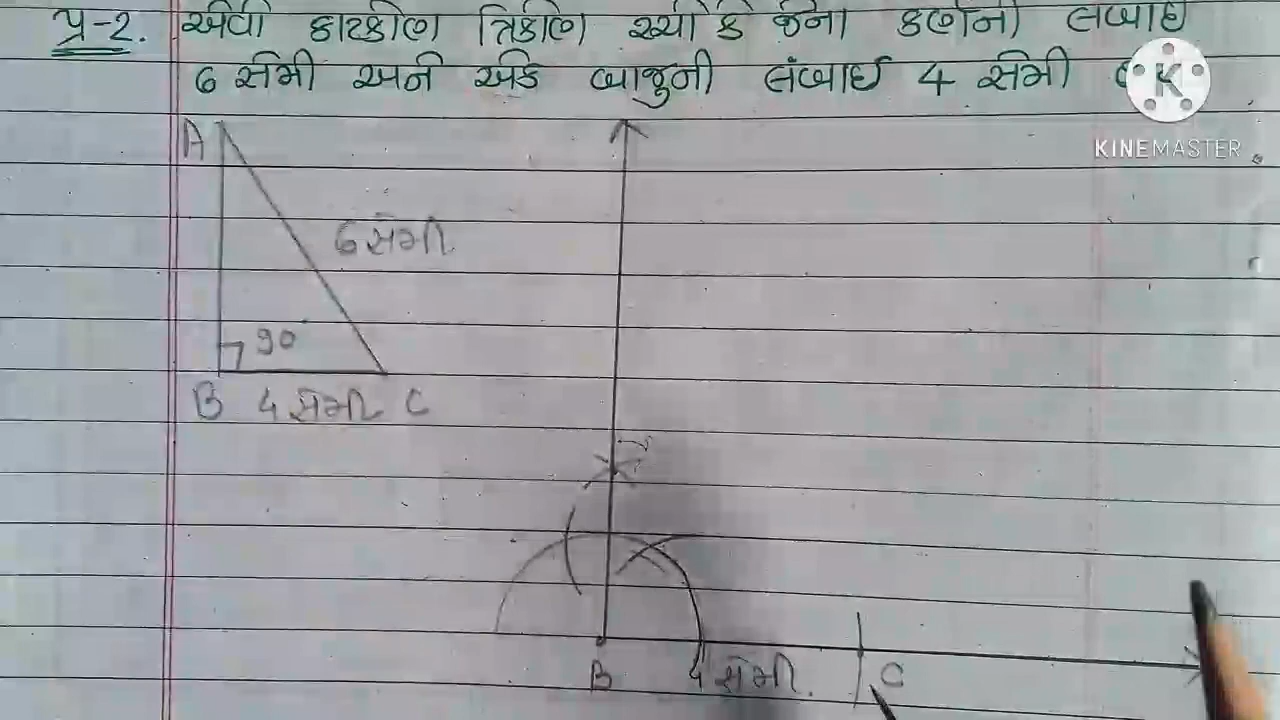 પ્ર-2. એવો કાટકોણ ત્રિકોણ રચો કે જેના કર્ણની લંબાઈ
6 સેમી અને એક બાજુની લંબાઈ 4 સેમી
KINEMASTER
A
6 સેમી
90°
B 4 સેમી C
B 4 સેમી. C